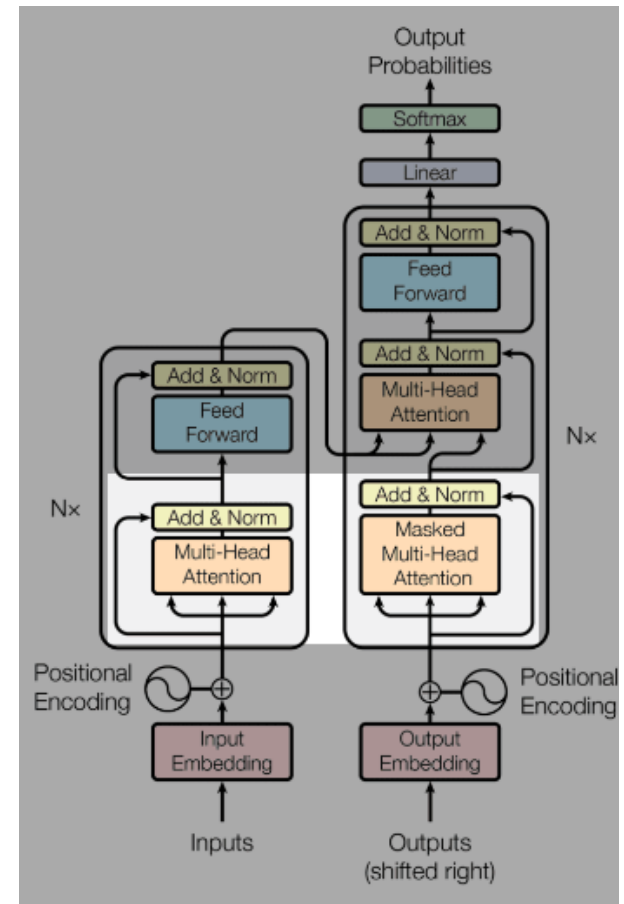 Output
Probabilities
Softmax
Linear
Add & Norm
Feed
Forward
Add & Norm
Multi-Head
Attention
Nx
Add & Norm
Masked
Multi-Head
Attention
Add & Norm
Feed
Forward
Nx
Add & Norm
Multi-Head
Attention
Positional
Encoding
Positional
Encoding
Input
Embedding
Output
Embedding
Inputs
Outputs
(shifted right)